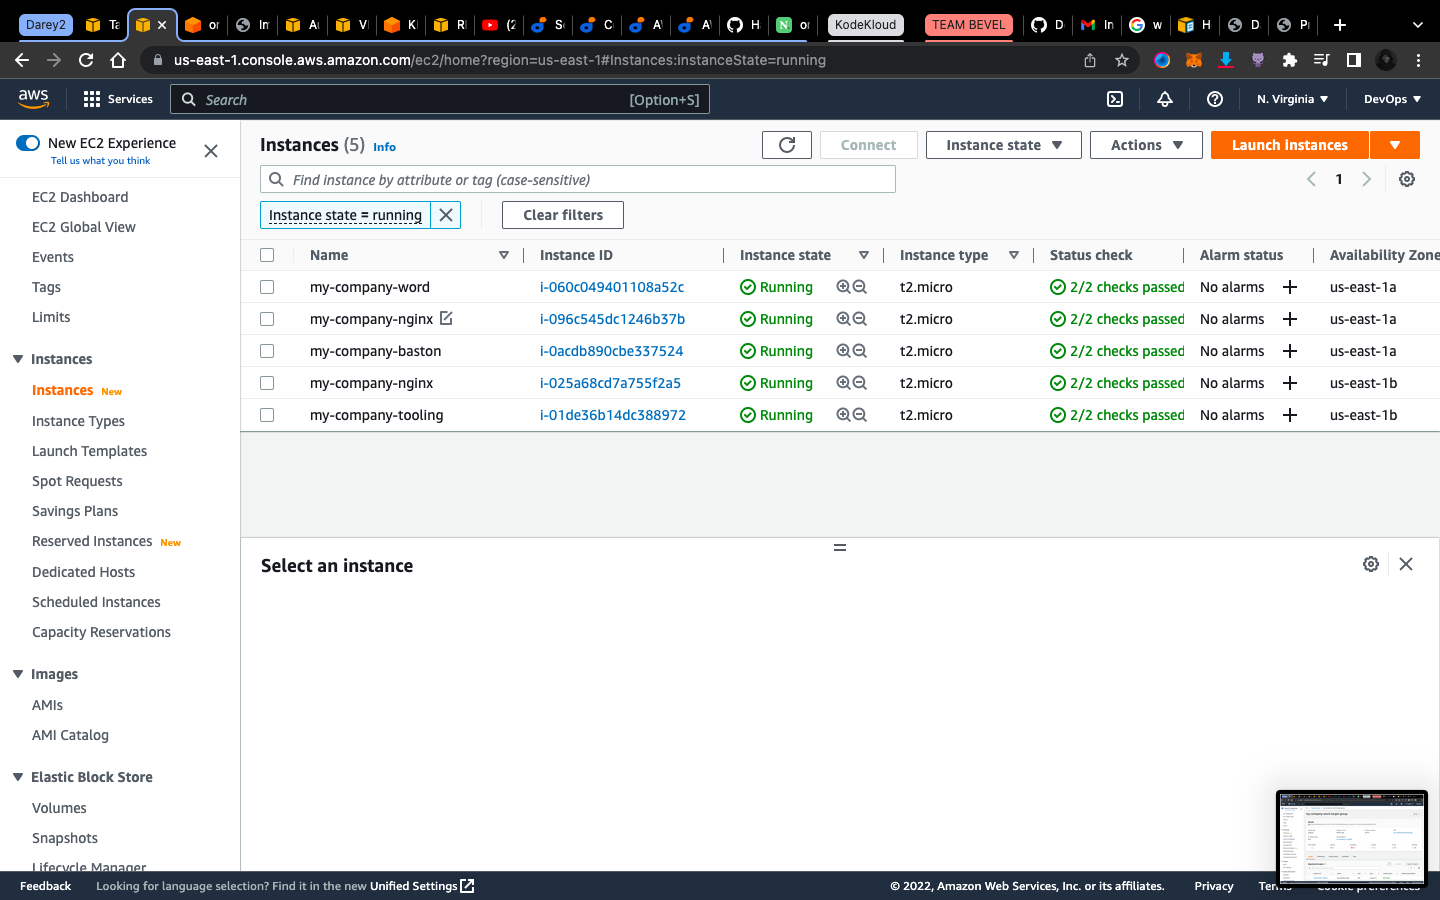 Darey2 Ta or In Au VI Kl RI (2 So Co AV AV H or KodeKloud TEAM BEVEL D In w H D Pr
us-east-1.console.aws.amazon.com/ec2/home?region=us-east-1#Instances:instanceState=running
aws Services Search [Option+S] N. Virginia DevOps
New EC2 Experience
Tell us what you think
EC2 Dashboard
EC2 Global View
Events
Tags
Limits
Instances
Instances New
Instance Types
Launch Templates
Spot Requests
Savings Plans
Reserved Instances New
Dedicated Hosts
Scheduled Instances
Capacity Reservations
Images
AMIs
AMI Catalog
Elastic Block Store
Volumes
Snapshots
Lifecycle Manager
Instances (5) Info Connect Instance state Actions Launch instances
Find instance by attribute or tag (case-sensitive) 1
Instance state = running Clear filters
Name Instance ID Instance state Instance type Status check Alarm status Availability Zone
my-company-word i-060c049401108a52c Running t2.micro 2/2 checks passed No alarms us-east-1a
my-company-nginx i-096c545dc1246b37b Running t2.micro 2/2 checks passed No alarms us-east-1a
my-company-baston i-0acdb890cbe337524 Running t2.micro 2/2 checks passed No alarms us-east-1a
my-company-nginx i-025a68cd7a755f2a5 Running t2.micro 2/2 checks passed No alarms us-east-1b
my-company-tooling i-01de36b14dc388972 Running t2.micro 2/2 checks passed No alarms us-east-1b
Select an instance
Feedback Looking for language selection? Find it in the new Unified Settings © 2022, Amazon Web Services, Inc. or its affiliates. Privacy Terms Cookie preferences